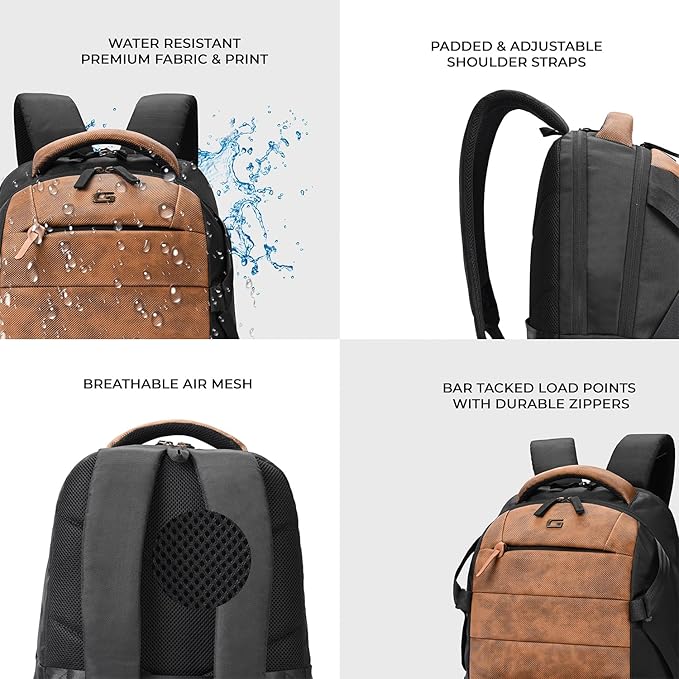 WATER RESISTANT
PREMIUM FABRIC & PRINT
PADDED & ADJUSTABLE
SHOULDER STRAPS
BREATHABLE AIR MESH
BAR TACKED LOAD POINTS
WITH DURABLE ZIPPERS